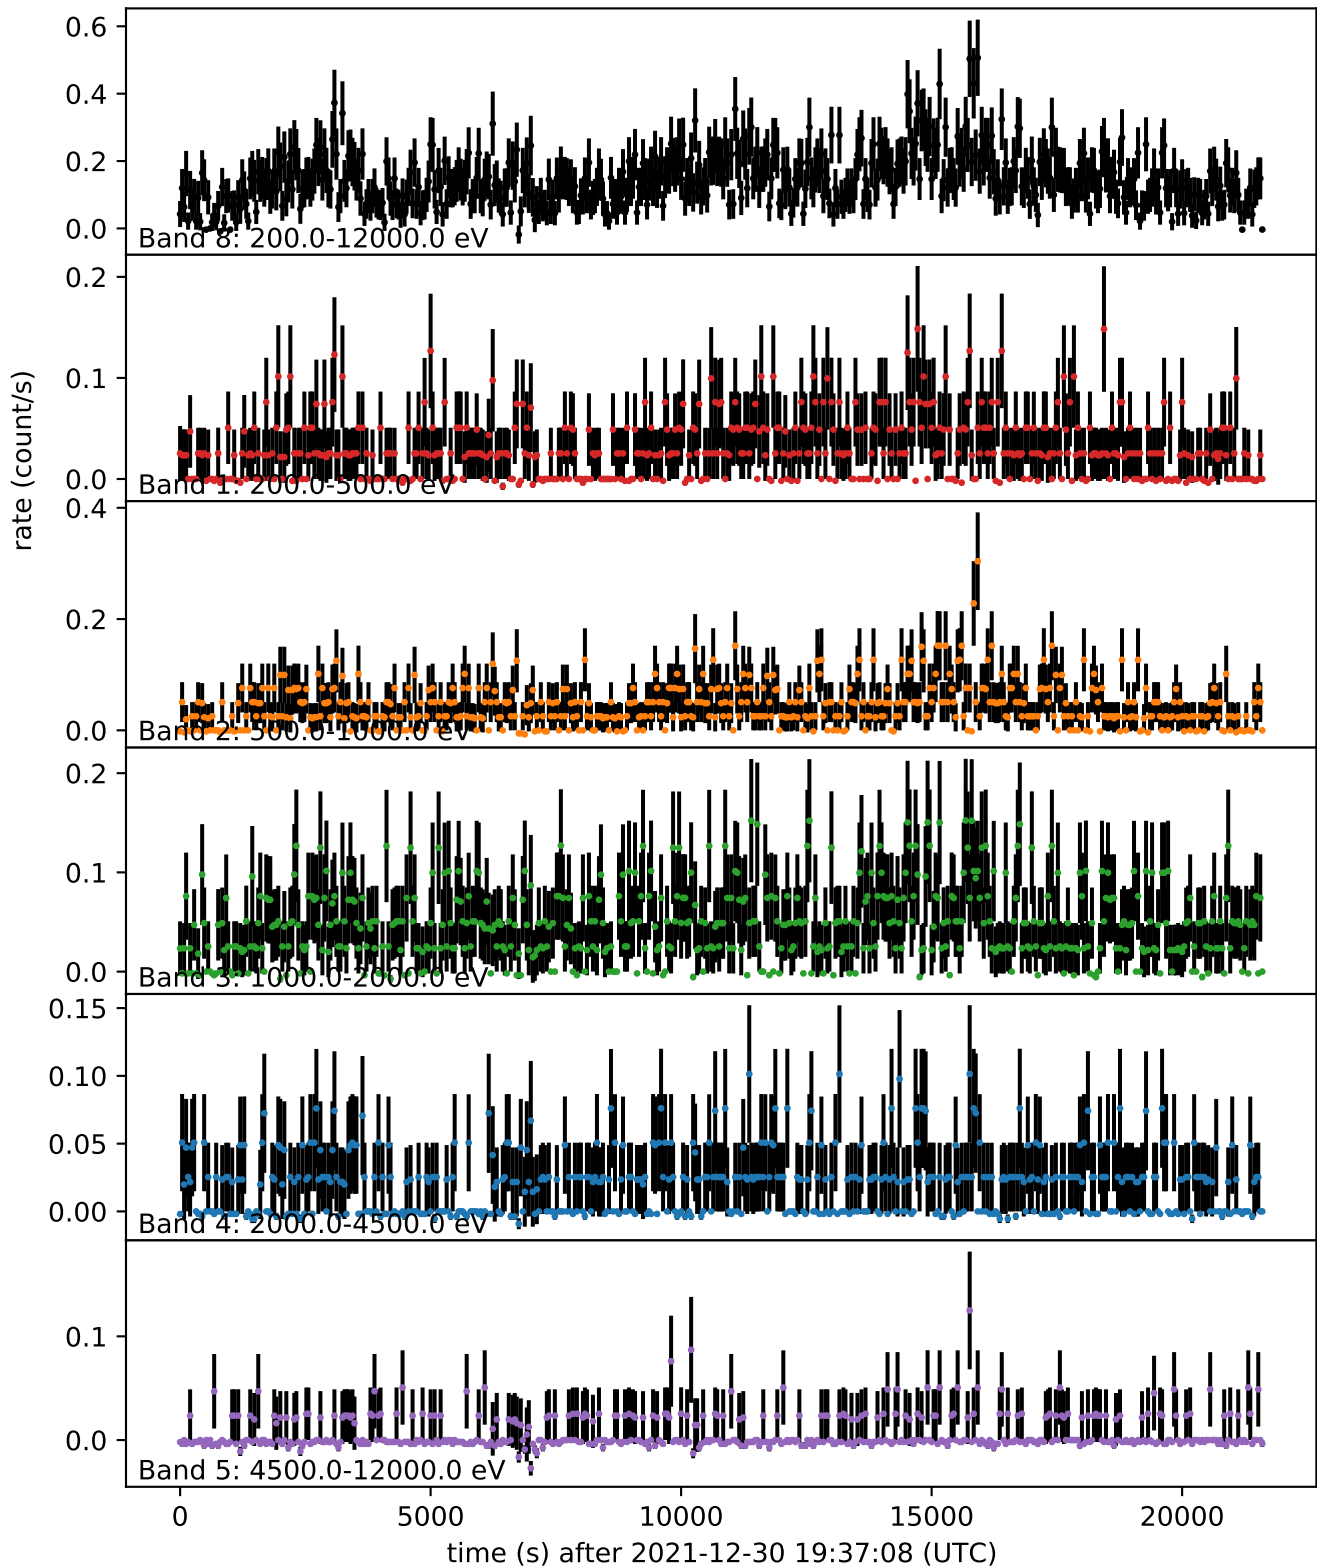 0.6
0.4
0.2
0.0
Band 8: 200.0-12000.0 eV
0.2
0.1
0.0
Band 1: 200.0-500.0 eV
rate (count/s)
0.4
0.2
0.0
Band 2: 500.0-1000.0 eV
0.2
0.1
0.0
Band 3: 1000.0-2000.0 eV
0.15
0.10
0.05
0.00
Band 4: 2000.0-4500.0 eV
0.1
0.0
Band 5: 4500.0-12000.0 eV
0 5000 10000 15000 20000
time (s) after 2021-12-30 19:37:08 (UTC)